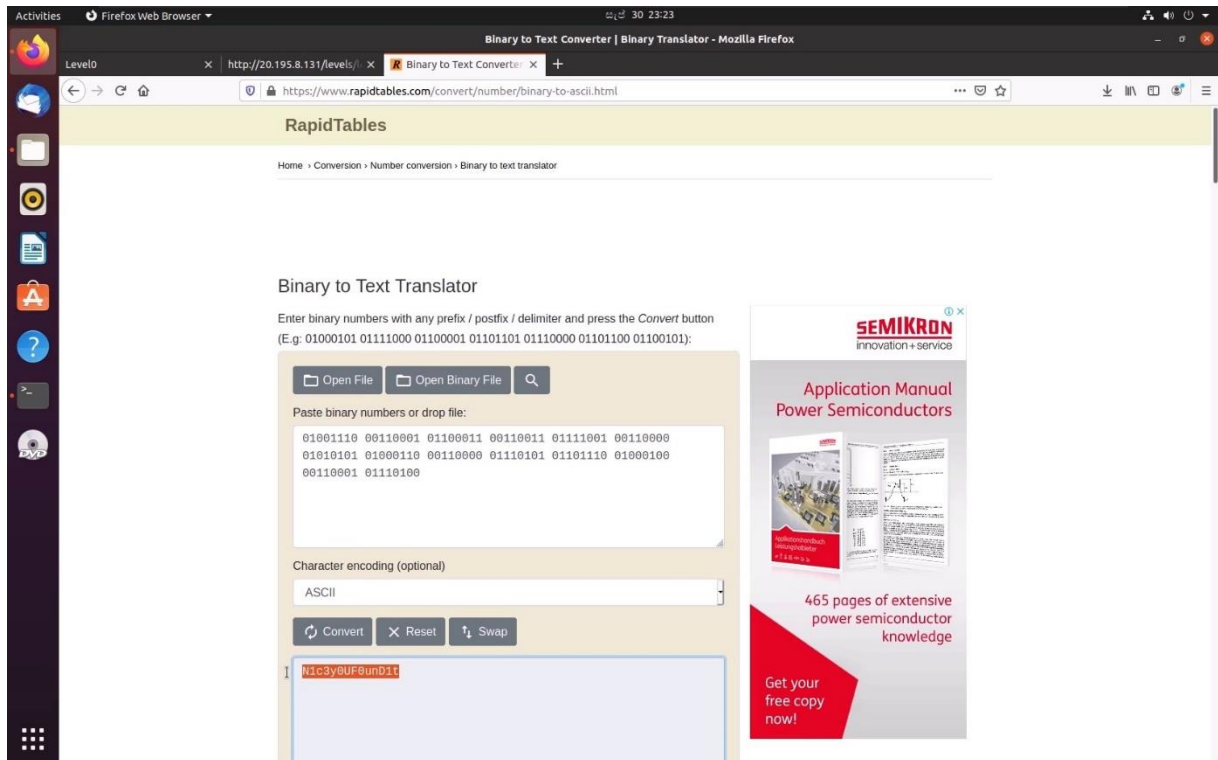 Activities Firefox Web Browser සැප් 30 23:23
Binary to Text Converter | Binary Translator - Mozilla Firefox
Level0 http://20.195.8.131/levels/l Binary to Text Converter
https://www.rapidtables.com/convert/number/binary-to-ascii.html
RapidTables
Home › Conversion › Number conversion › Binary to text translator
Binary to Text Translator
Enter binary numbers with any prefix / postfix / delimiter and press the Convert button
(E.g: 01000101 01111000 01100001 01101101 01110000 01101100 01100101):
Open File Open Binary File
Paste binary numbers or drop file:
01001110 00110001 01100011 00110011 01111001 00110000
01010101 01000110 00110000 01110101 01101110 01000100
00110001 01110100
Character encoding (optional)
ASCII
Convert Reset Swap
N1c3y0UF0unD1t
SEMIKRON
innovation+service
Application Manual
Power Semiconductors
465 pages of extensive
power semiconductor
knowledge
Get your
free copy
now!